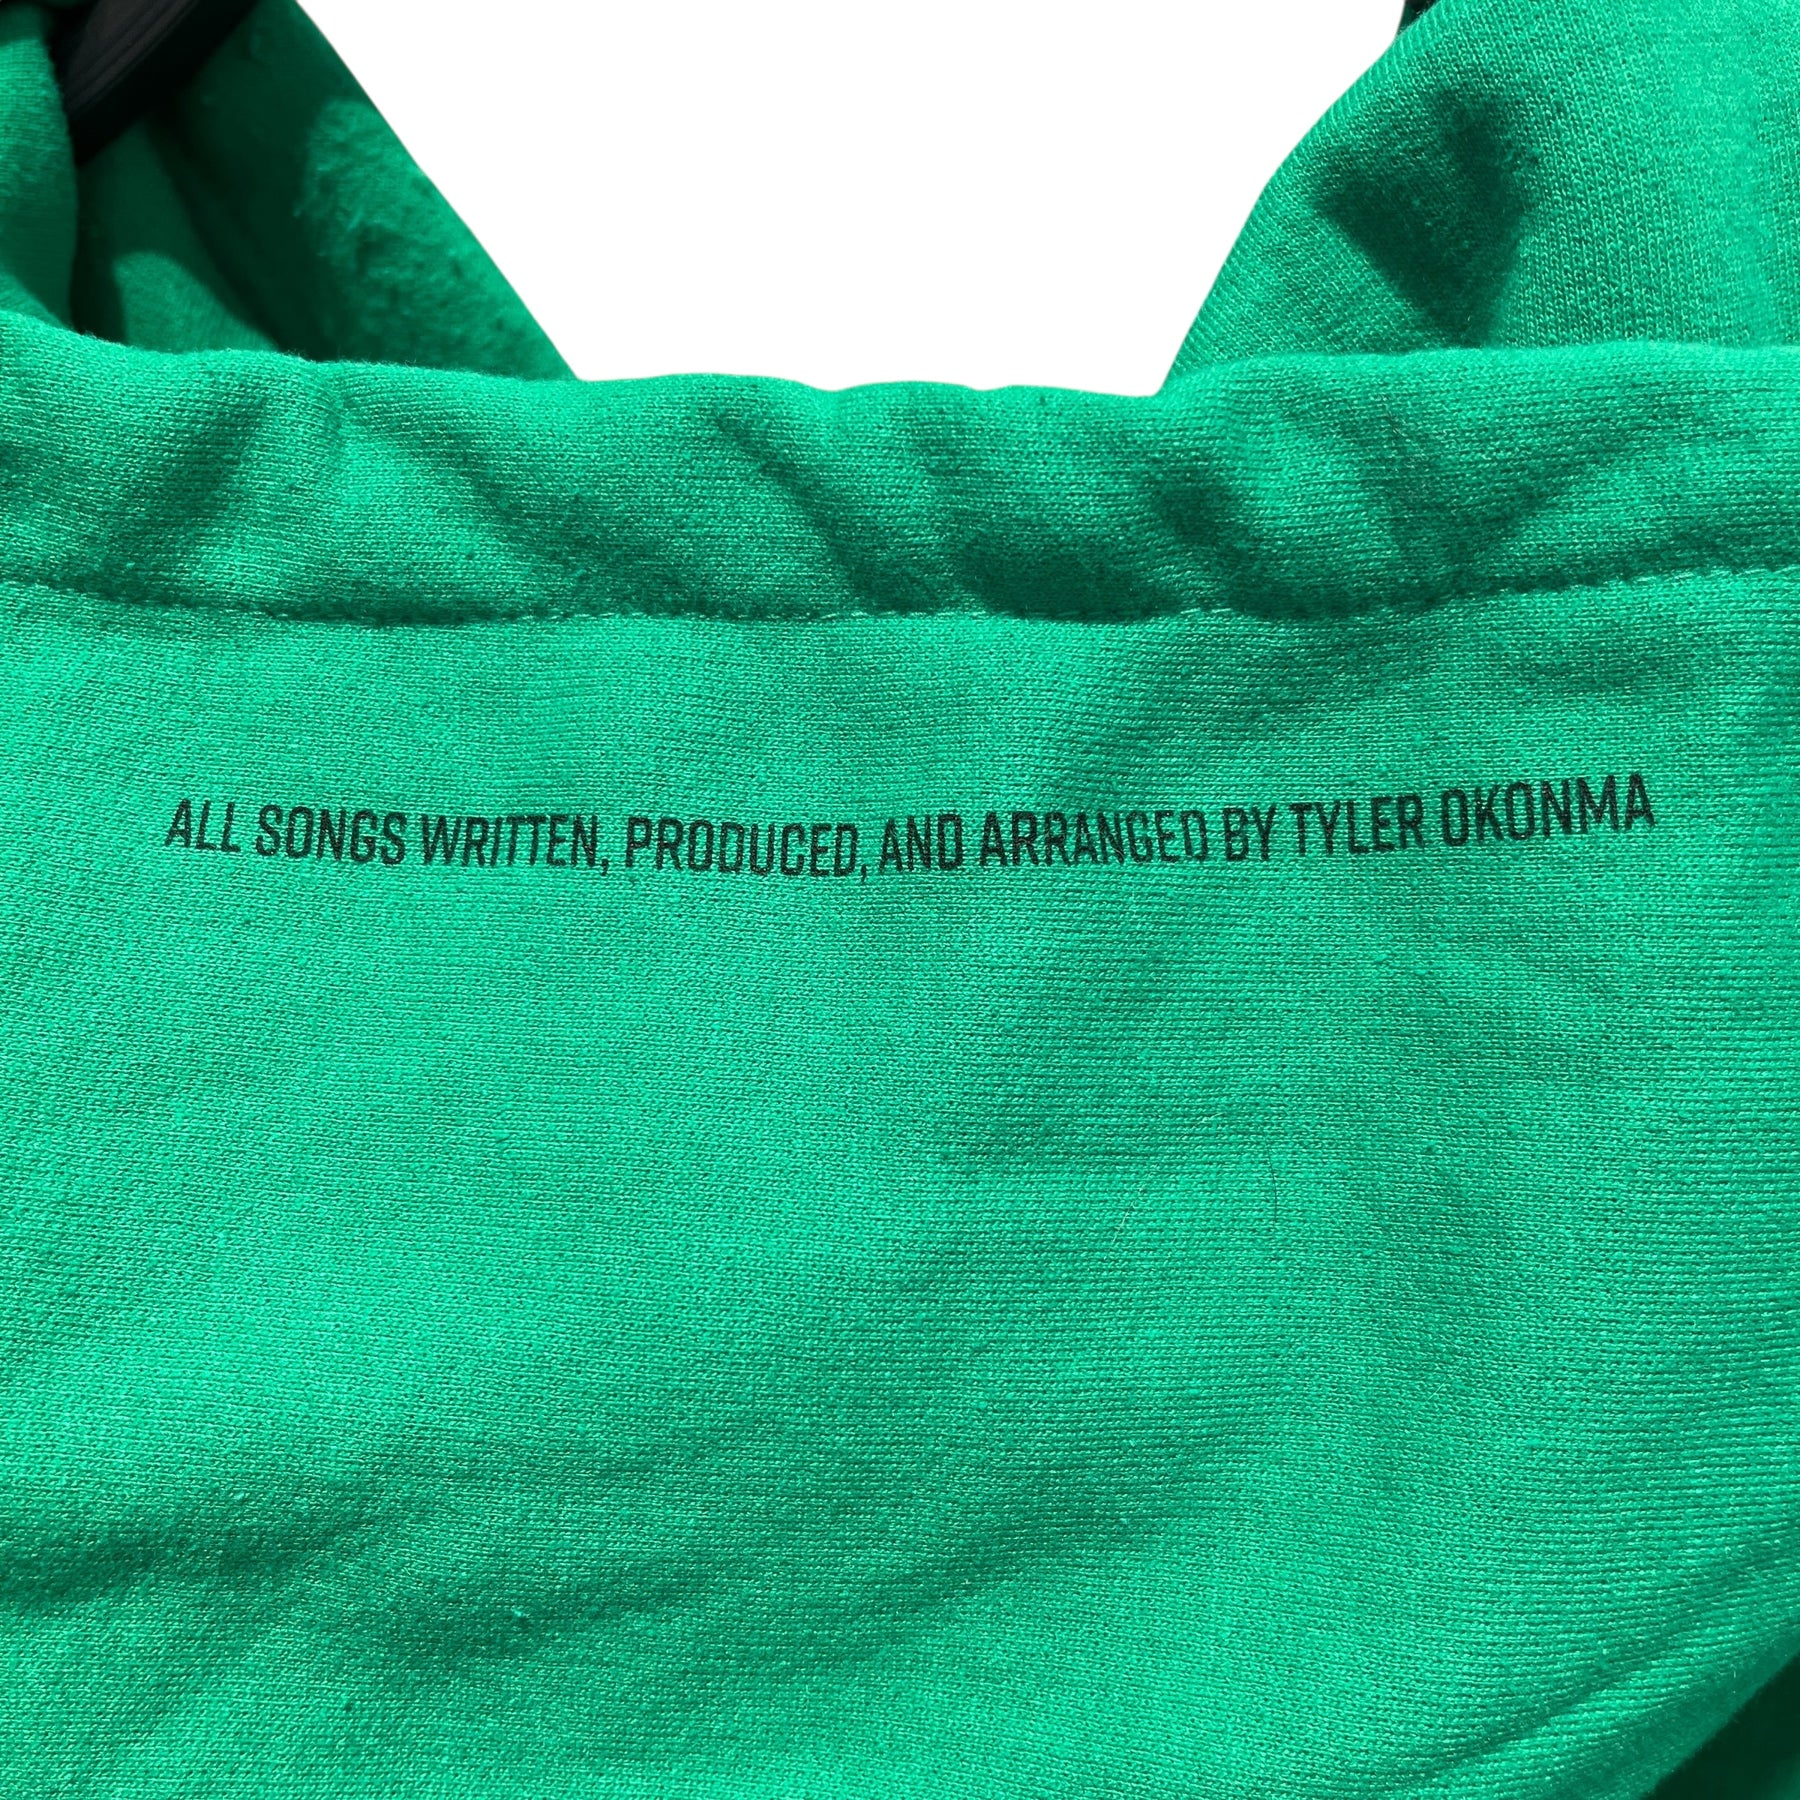 ALL SONGS WRITTEN, PRODUCED, AND ARRANGED BY TYLER OKONMA